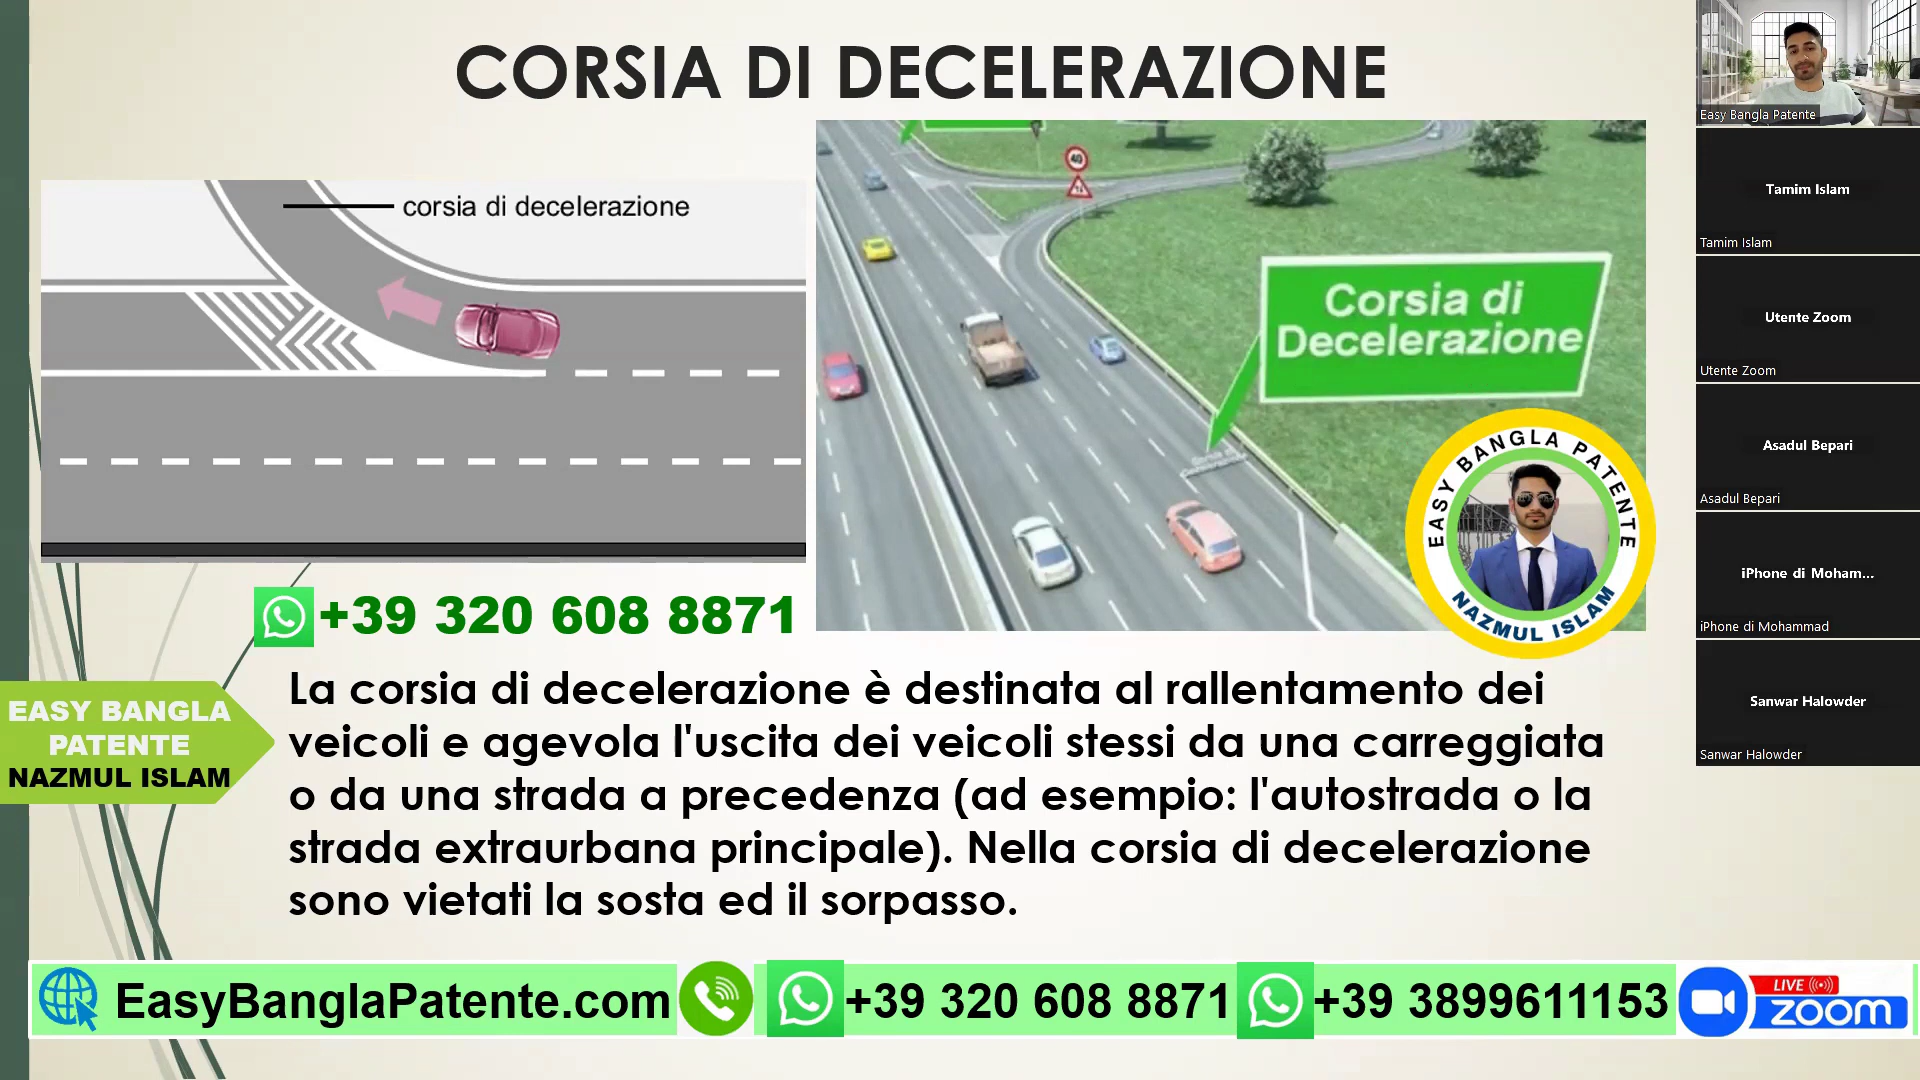 CORSIA DI DECELERAZIONE
corsia di decelerazione
40
Corsia di
Decelerazione
EASY BANGLA PATENTE
NAZMUL ISLAM
+39 320 608 8871
La corsia di decelerazione è destinata al rallentamento dei
veicoli e agevola l'uscita dei veicoli stessi da una carreggiata
o da una strada a precedenza (ad esempio: l'autostrada o la
strada extraurbana principale). Nella corsia di decelerazione
sono vietati la sosta ed il sorpasso.
EASY BANGLA
PATENTE
NAZMUL ISLAM
EasyBanglaPatente.com
+39 320 608 8871
+39 3899611153
LIVE
zoom
Easy Bangla Patente
Tamim Islam
Tamim Islam
Utente Zoom
Utente Zoom
Asadul Bepari
Asadul Bepari
iPhone di Moham...
iPhone di Mohammad
Sanwar Halowder
Sanwar Halowder